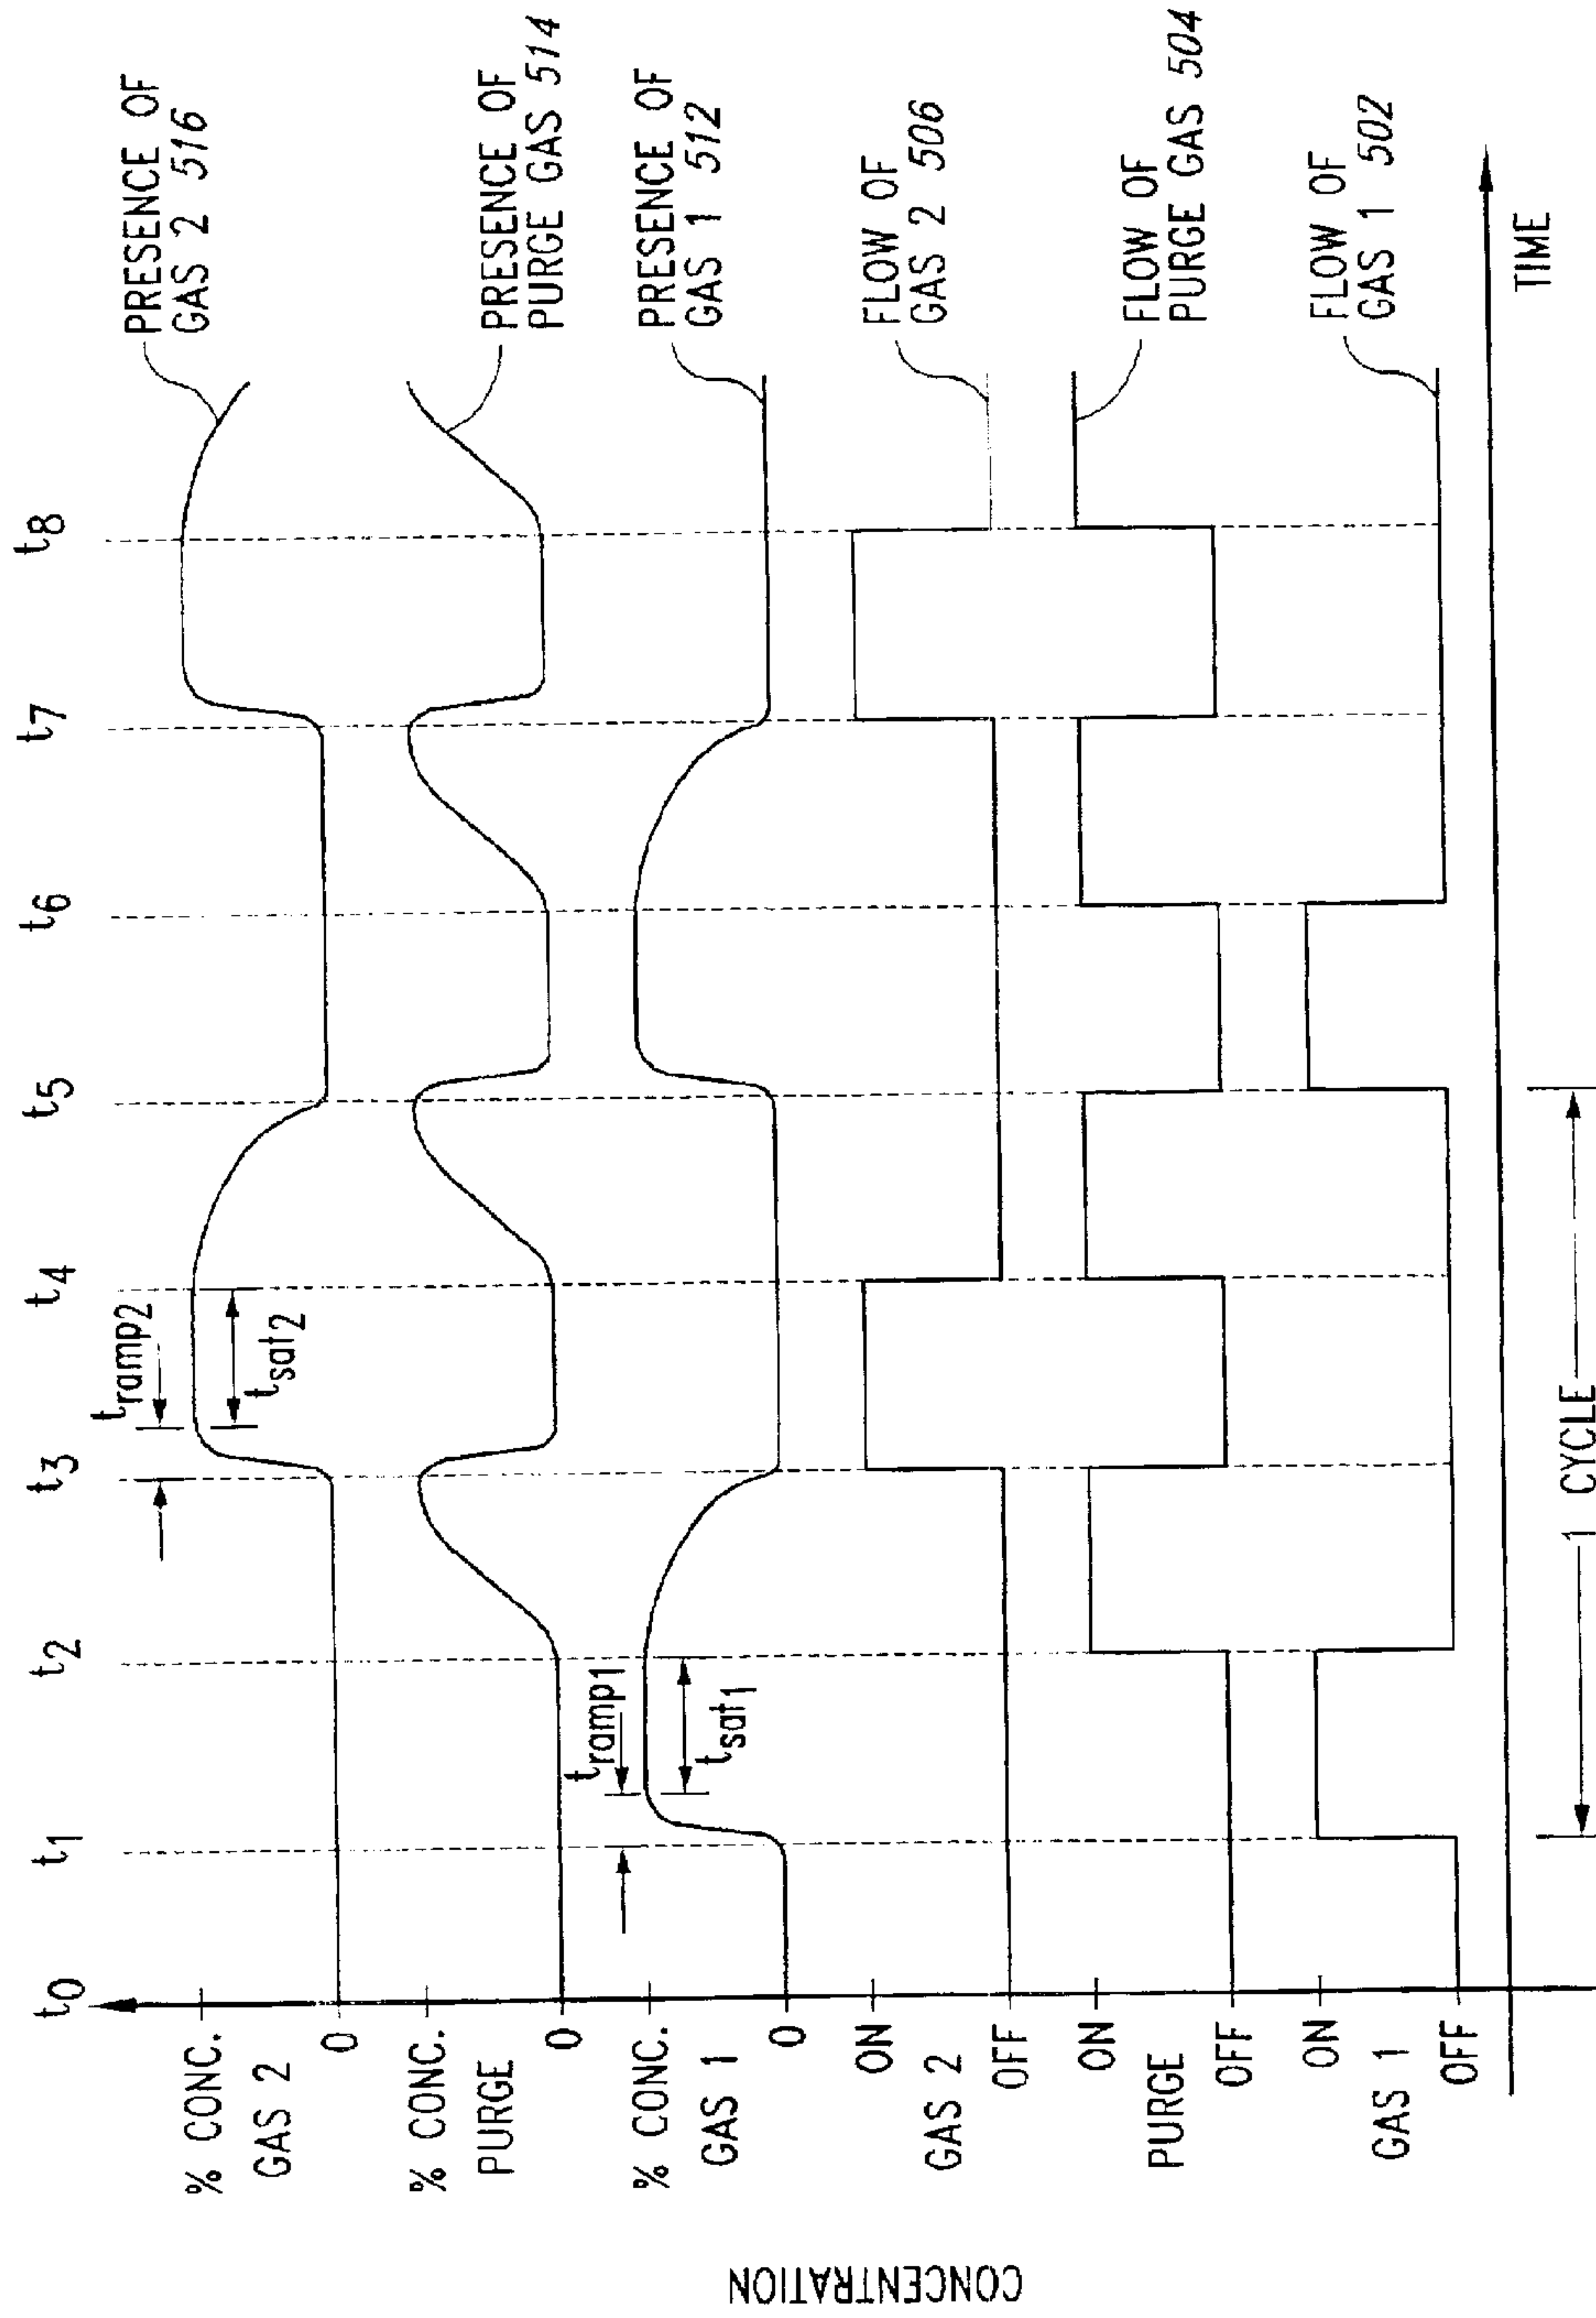 t0
t1
t2
t3
t4
t5
t6
t7
t8
CONCENTRATION
% CONC.
GAS 2
0
tramp2
tsat2
PRESENCE OF
GAS 2 516
% CONC.
PURGE
0
PRESENCE OF
PURGE GAS 514
% CONC.
GAS 1
0
tramp1
tsat1
PRESENCE OF
GAS 1 512
ON
GAS 2
OFF
FLOW OF
GAS 2 506
ON
PURGE
OFF
FLOW OF
PURGE GAS 504
ON
GAS 1
OFF
FLOW OF
GAS 1 502
TIME
1 CYCLE